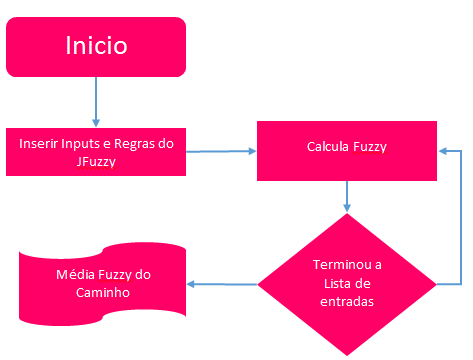 Inicio
Inserir Inputs e Regras do
JFuzzy
Calcula Fuzzy
Terminou a
Lista de
entradas
Média Fuzzy do
Caminho